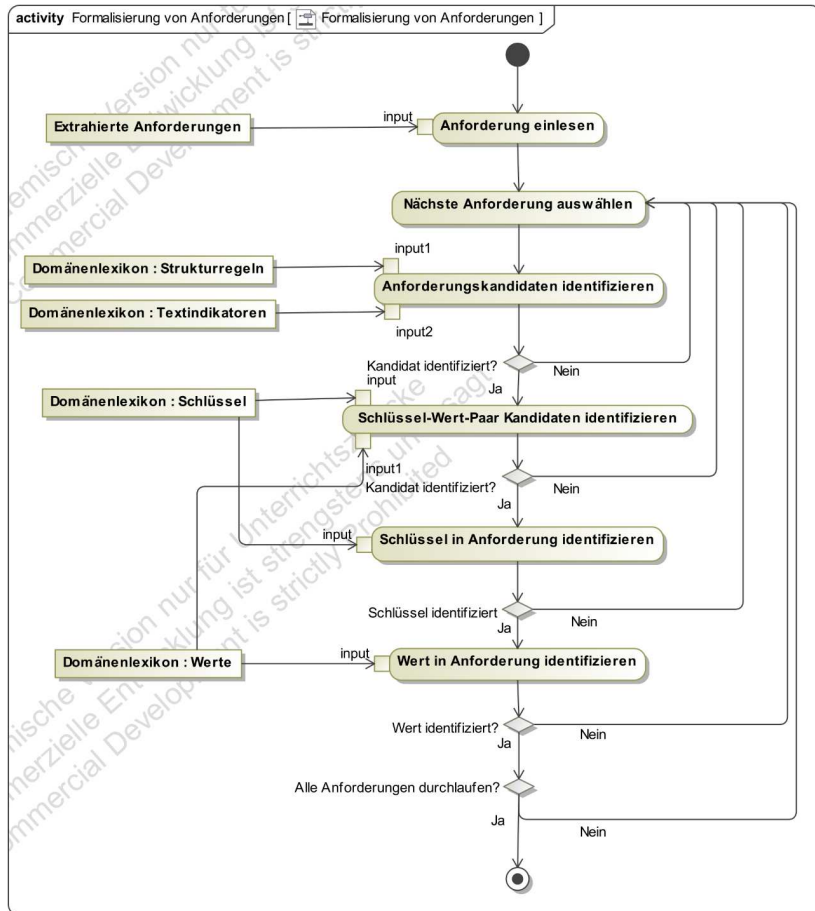 activity Formalisierung von Anforderungen [ Formalisierung von Anforderungen ]
Extrahierte Anforderungen
input
Anforderung einlesen
Nächste Anforderung auswählen
input1
Domänenlexikon : Strukturregeln
Anforderungskandidaten identifizieren
Domänenlexikon : Textindikatoren
input2
Kandidat identifiziert?
Nein
input
Ja
Domänenlexikon : Schlüssel
Schlüssel-Wert-Paar Kandidaten identifizieren
input1
Kandidat identifiziert?
Nein
Ja
input
Schlüssel in Anforderung identifizieren
Schlüssel identifiziert
Nein
Ja
Domänenlexikon : Werte
input
Wert in Anforderung identifizieren
Wert identifiziert?
Nein
Ja
Alle Anforderungen durchlaufen?
Ja
Nein